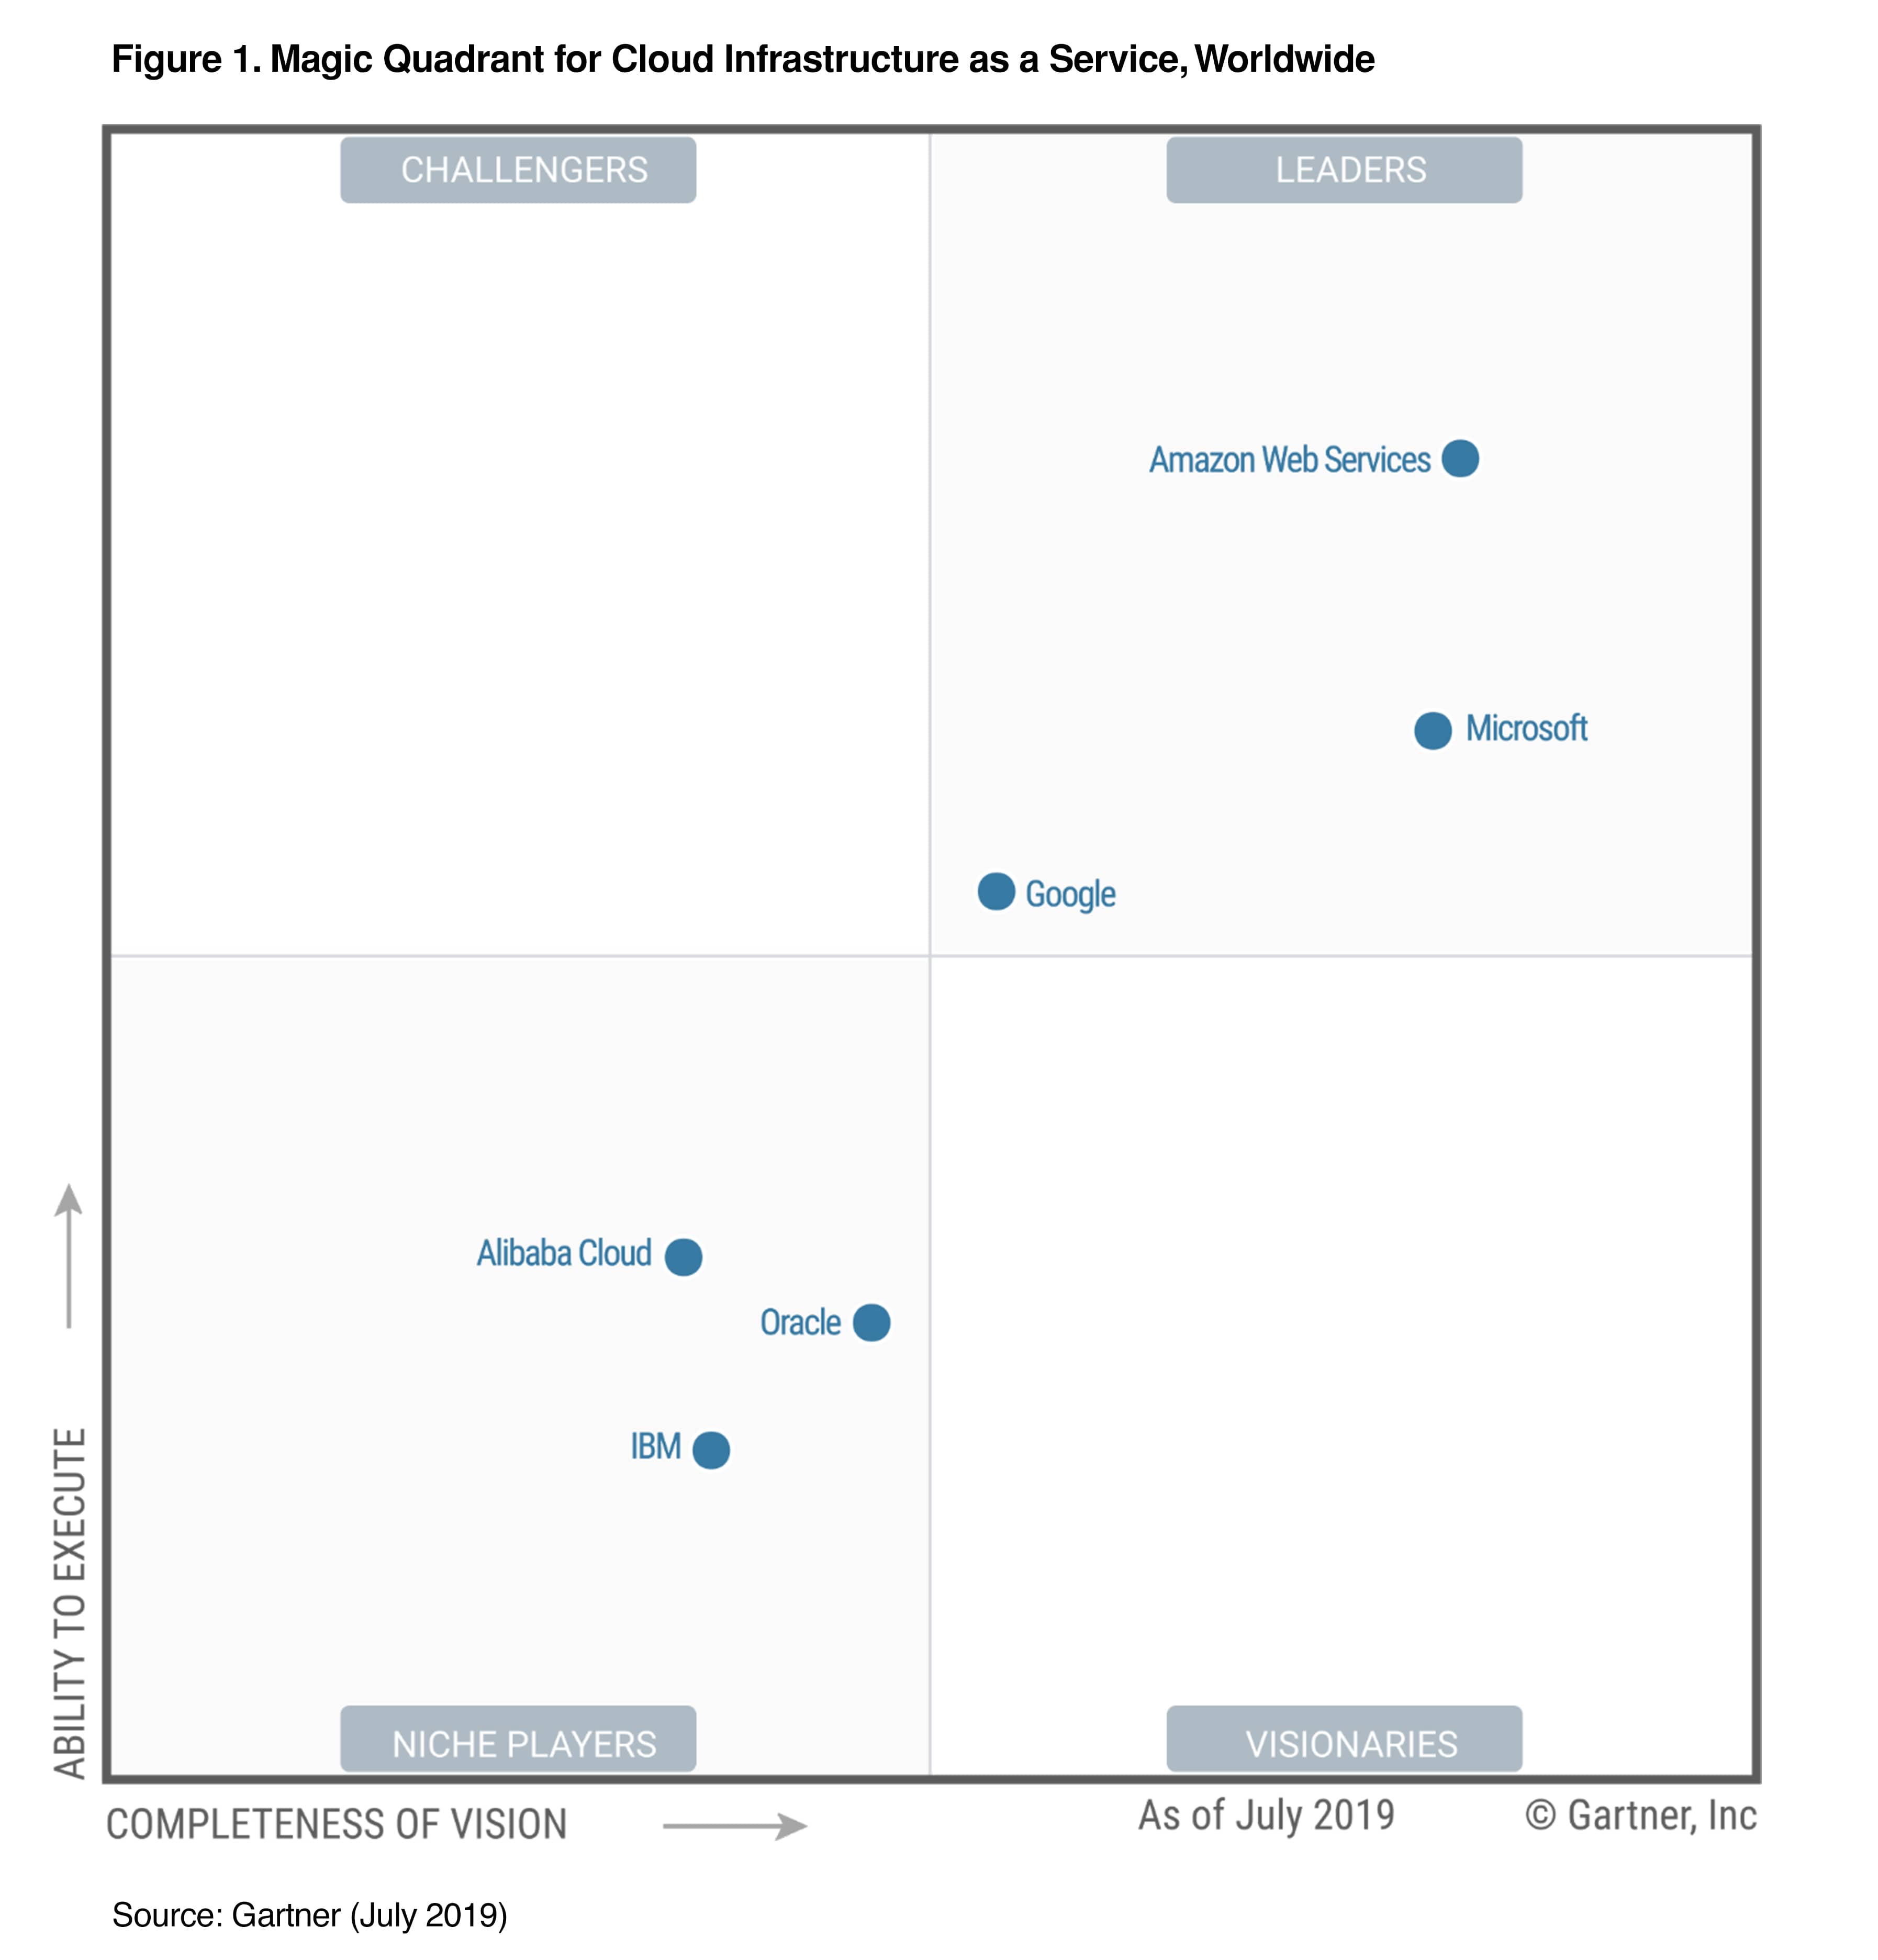 Figure 1. Magic Quadrant for Cloud Infrastructure as a Service, Worldwide
CHALLENGERS
LEADERS
Amazon Web Services
Microsoft
Google
Alibaba Cloud
Oracle
IBM
NICHE PLAYERS
VISIONARIES
ABILITY TO EXECUTE
COMPLETENESS OF VISION
As of July 2019
© Gartner, Inc
Source: Gartner (July 2019)